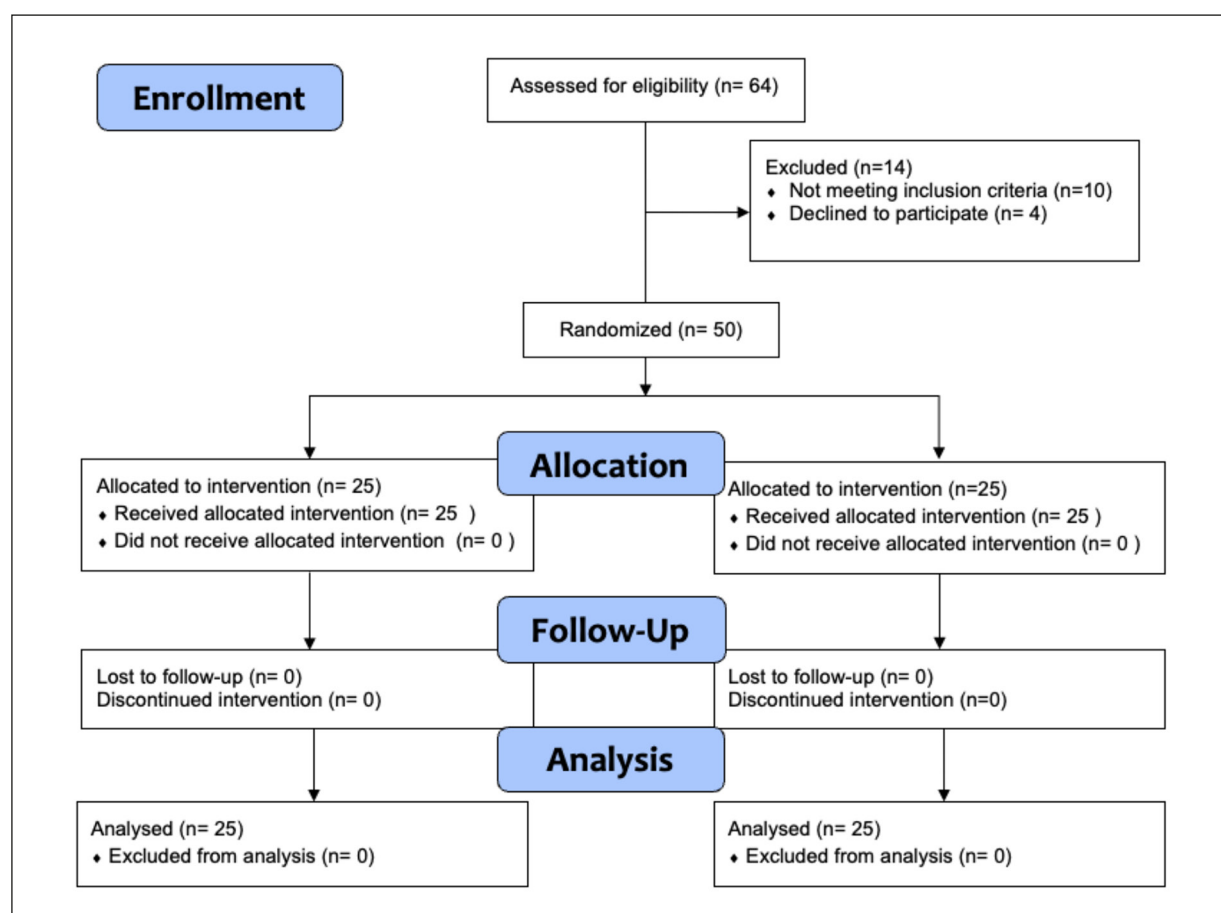 Enrollment
Assessed for eligibility (n= 64)
Excluded (n=14)
♦ Not meeting inclusion criteria (n=10)
♦ Declined to participate (n= 4)
Randomized (n= 50)
Allocation
Allocated to intervention (n= 25)
♦ Received allocated intervention (n= 25 )
♦ Did not receive allocated intervention (n= 0 )
Allocated to intervention (n=25)
♦ Received allocated intervention (n= 25 )
♦ Did not receive allocated intervention (n= 0 )
Follow-Up
Lost to follow-up (n= 0)
Discontinued intervention (n= 0)
Lost to follow-up (n= 0)
Discontinued intervention (n=0)
Analysis
Analysed (n= 25)
♦ Excluded from analysis (n= 0)
Analysed (n= 25)
♦ Excluded from analysis (n= 0)